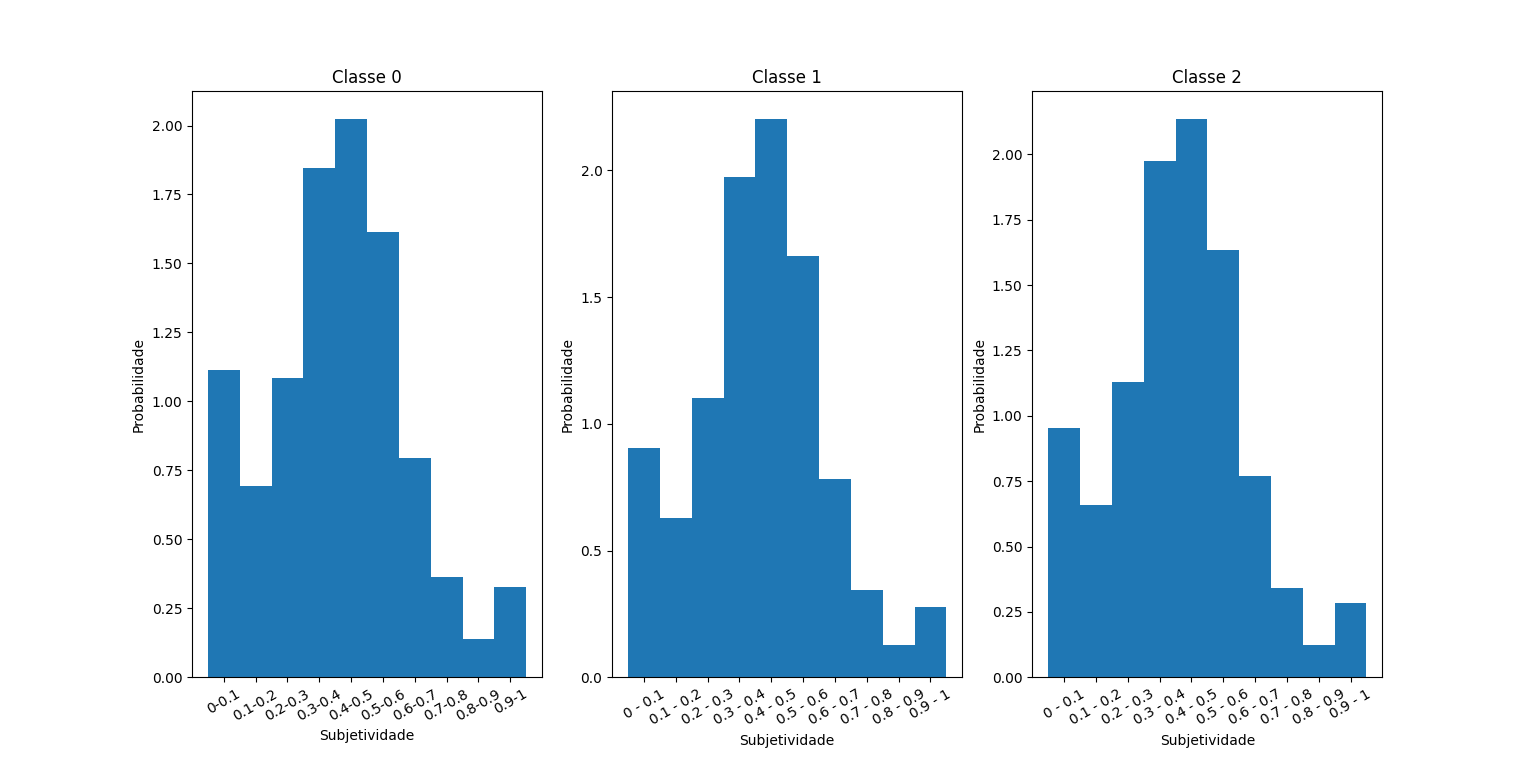 Classe 0
Probabilidade
2.00
1.75
1.50
1.25
1.00
0.75
0.50
0.25
0.00
0-0.1
0.1-0.2
0.2-0.3
0.3-0.4
0.4-0.5
0.5-0.6
0.6-0.7
0.7-0.8
0.8-0.9
0.9-1
Subjetividade
Classe 1
Probabilidade
2.0
1.5
1.0
0.5
0.0
0 - 0.1
0.1 - 0.2
0.2 - 0.3
0.3 - 0.4
0.4 - 0.5
0.5 - 0.6
0.6 - 0.7
0.7 - 0.8
0.8 - 0.9
0.9 - 1
Subjetividade
Classe 2
Probabilidade
2.00
1.75
1.50
1.25
1.00
0.75
0.50
0.25
0.00
0 - 0.1
0.1 - 0.2
0.2 - 0.3
0.3 - 0.4
0.4 - 0.5
0.5 - 0.6
0.6 - 0.7
0.7 - 0.8
0.8 - 0.9
0.9 - 1
Subjetividade